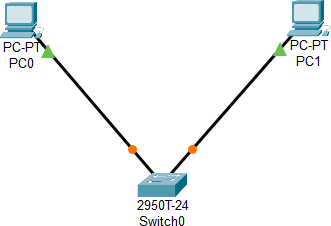 PC-PT
PC0
PC-PT
PC1
2950T-24
Switch0